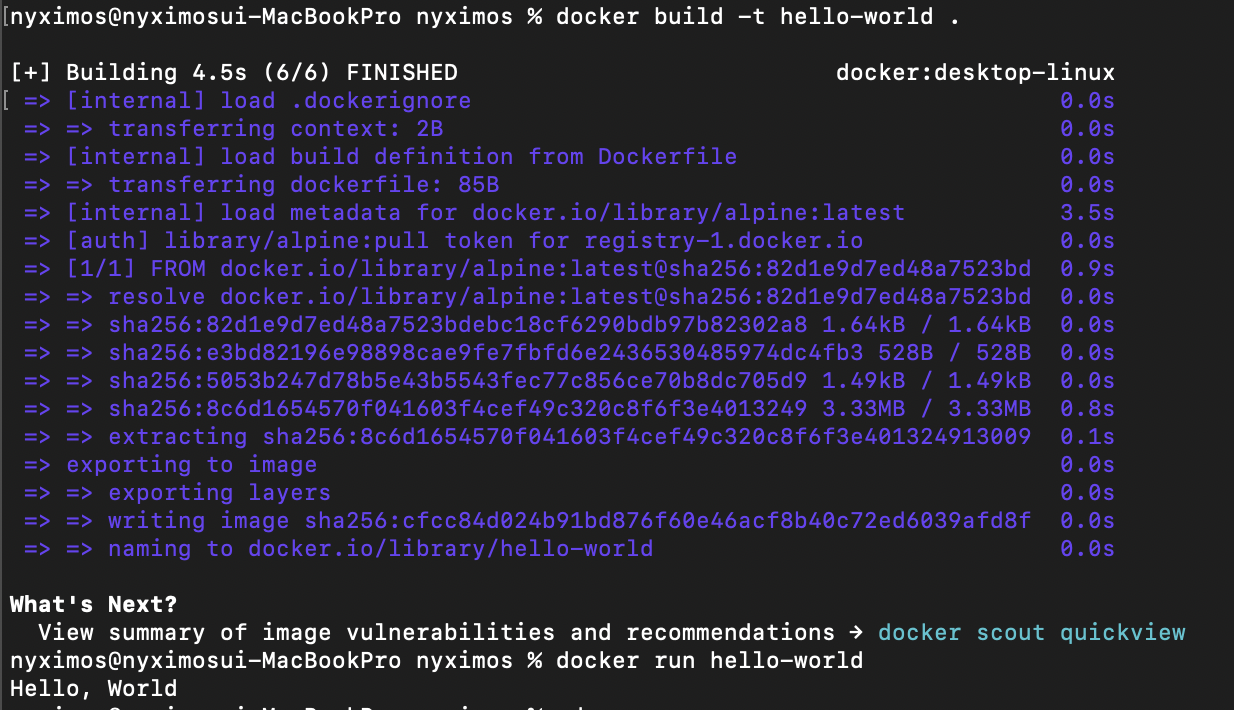 [nyximos@nyximosui-MacBookPro nyximos % docker build -t hello-world .
[+] Building 4.5s (6/6) FINISHED docker:desktop-linux
[ => [internal] load .dockerignore 0.0s
=> => transferring context: 2B 0.0s
=> [internal] load build definition from Dockerfile 0.0s
=> => transferring dockerfile: 85B 0.0s
=> [internal] load metadata for docker.io/library/alpine:latest 3.5s
=> [auth] library/alpine:pull token for registry-1.docker.io 0.0s
=> [1/1] FROM docker.io/library/alpine:latest@sha256:82d1e9d7ed48a7523bd 0.9s
=> => resolve docker.io/library/alpine:latest@sha256:82d1e9d7ed48a7523bd 0.0s
=> => sha256:82d1e9d7ed48a7523bdebc18cf6290bdb97b82302a8 1.64kB / 1.64kB 0.0s
=> => sha256:e3bd82196e98898cae9fe7fbfd6e2436530485974dc4fb3 528B / 528B 0.0s
=> => sha256:5053b247d78b5e43b5543fec77c856ce70b8dc705d9 1.49kB / 1.49kB 0.0s
=> => sha256:8c6d1654570f041603f4cef49c320c8f6f3e4013249 3.33MB / 3.33MB 0.8s
=> => extracting sha256:8c6d1654570f041603f4cef49c320c8f6f3e401324913009 0.1s
=> exporting to image 0.0s
=> => exporting layers 0.0s
=> => writing image sha256:cfcc84d024b91bd876f60e46acf8b40c72ed6039afd8f 0.0s
=> => naming to docker.io/library/hello-world 0.0s
What's Next?
View summary of image vulnerabilities and recommendations → docker scout quickview
nyximos@nyximosui-MacBookPro nyximos % docker run hello-world
Hello, World